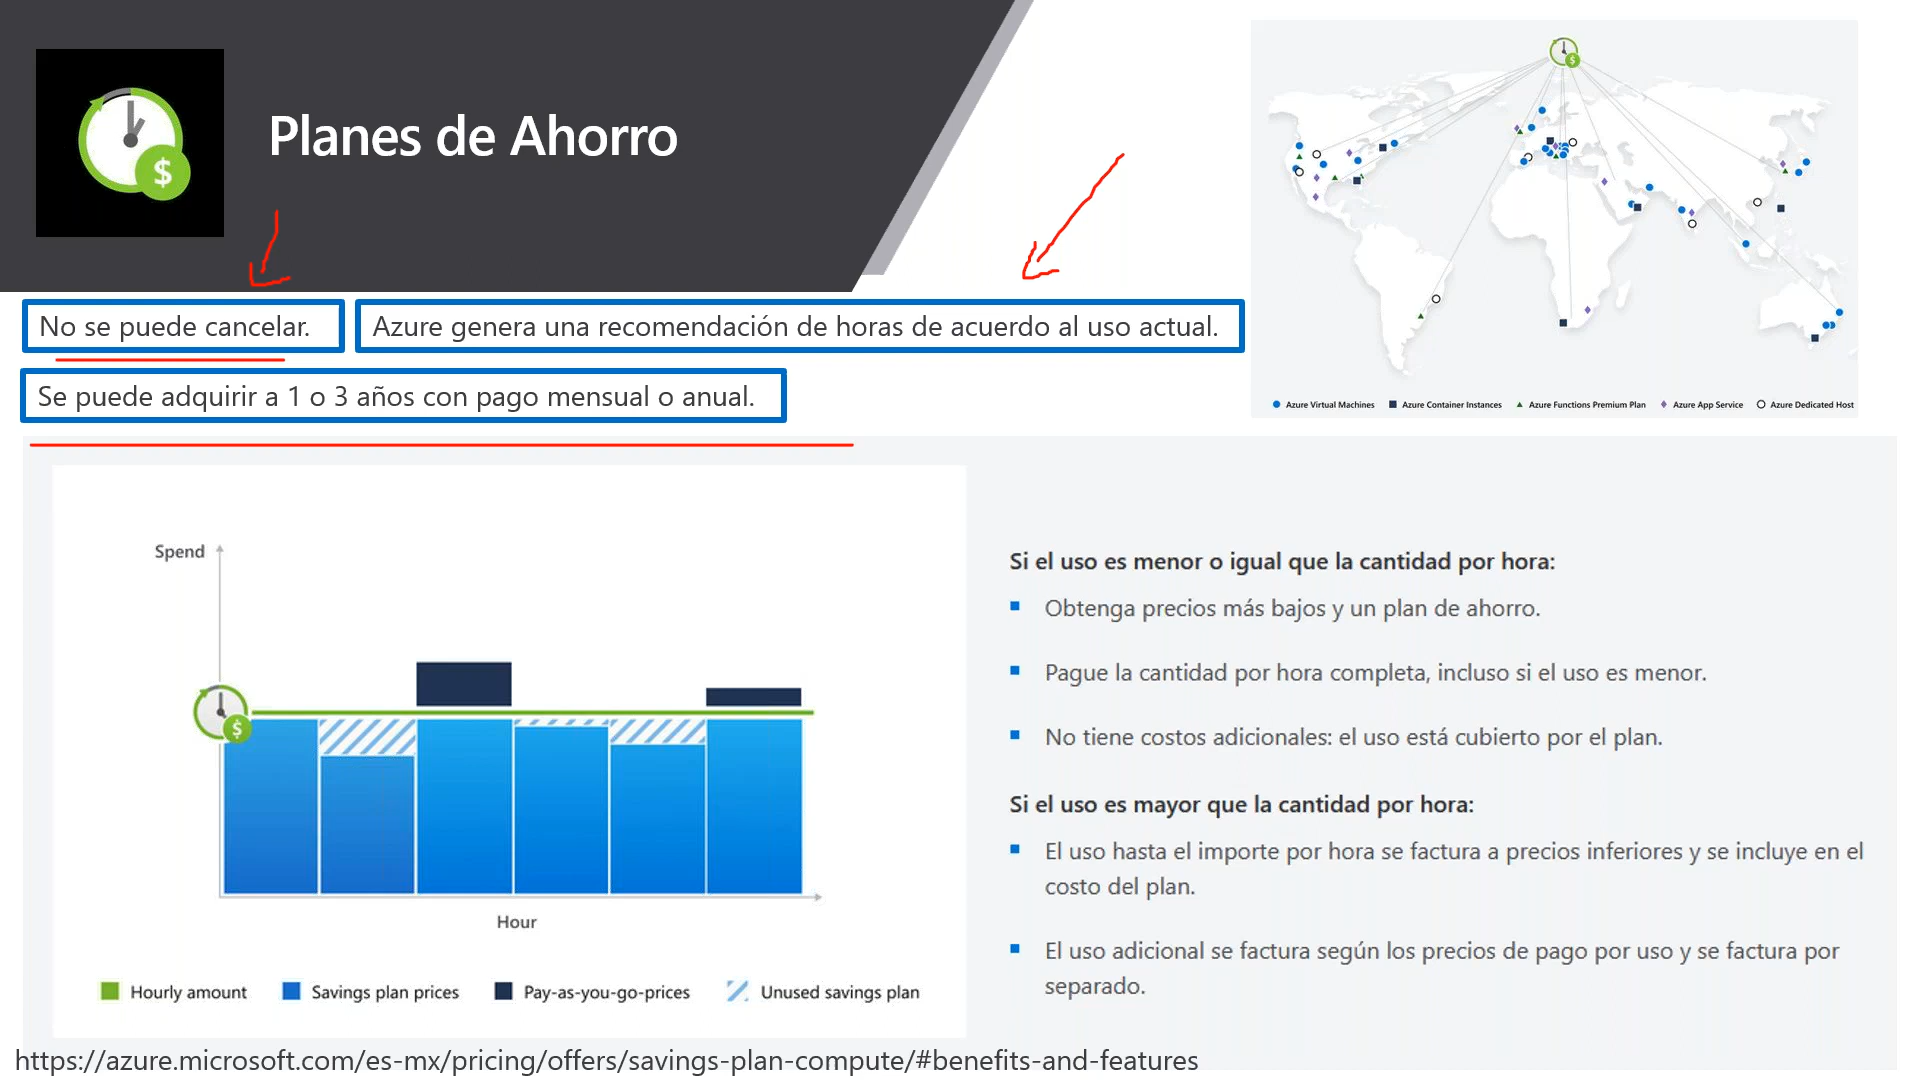 Planes de Ahorro
$
$
No se puede cancelar.
Azure genera una recomendación de horas de acuerdo al uso actual.
Se puede adquirir a 1 o 3 años con pago mensual o anual.
Azure Virtual Machines
Azure Container Instances
Azure Functions Premium Plan
Azure App Service
Azure Dedicated Host
Spend
$
Hour
Hourly amount
Savings plan prices
Pay-as-you-go-prices
Unused savings plan
Si el uso es menor o igual que la cantidad por hora:
Obtenga precios más bajos y un plan de ahorro.
Pague la cantidad por hora completa, incluso si el uso es menor.
No tiene costos adicionales: el uso está cubierto por el plan.
Si el uso es mayor que la cantidad por hora:
El uso hasta el importe por hora se factura a precios inferiores y se incluye en el
costo del plan.
El uso adicional se factura según los precios de pago por uso y se factura por
separado.
https://azure.microsoft.com/es-mx/pricing/offers/savings-plan-compute/#benefits-and-features